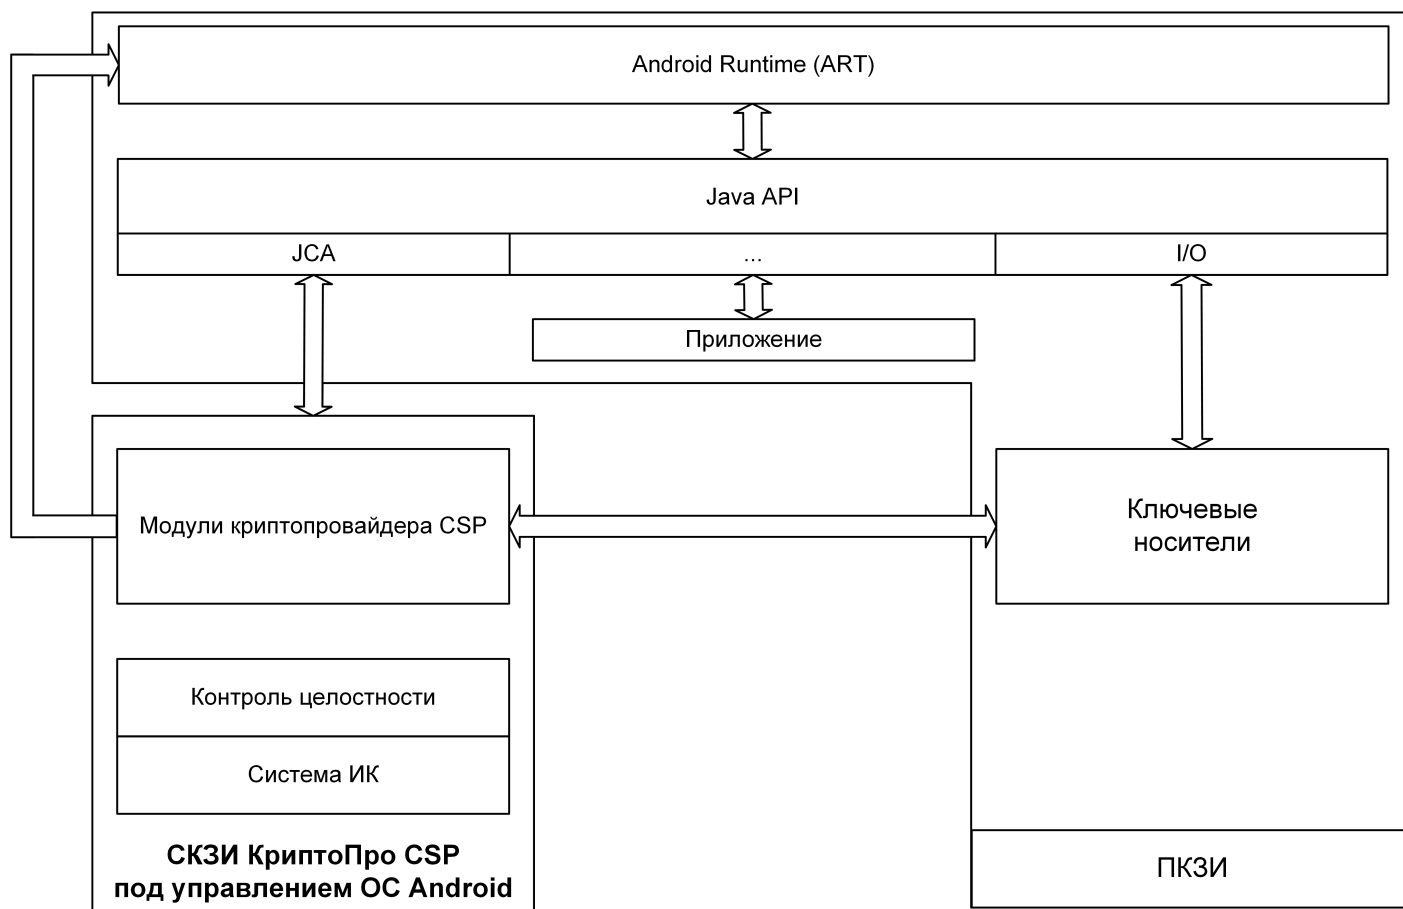 Android Runtime (ART)
Java API
JCA
...
I/O
Приложение
Модули криптопровайдера CSP
Ключевые
носители
Контроль целостности
Система ИК
СКЗИ КриптоПро CSP
под управлением ОС Android
ПКЗИ